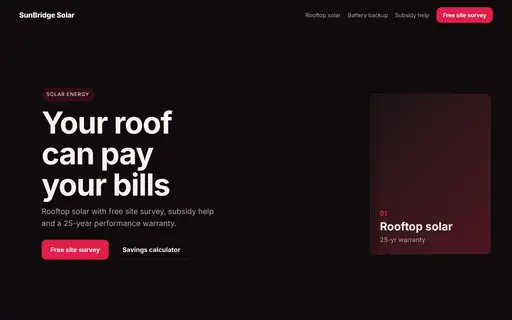 SunBridge Solar
Rooftop solar
Battery backup
Subsidy help
Free site survey
SOLAR ENERGY
Your roof
can pay
your bills
Rooftop solar with free site survey, subsidy help
and a 25-year performance warranty.
Free site survey
Savings calculator
01
Rooftop solar
25-yr warranty